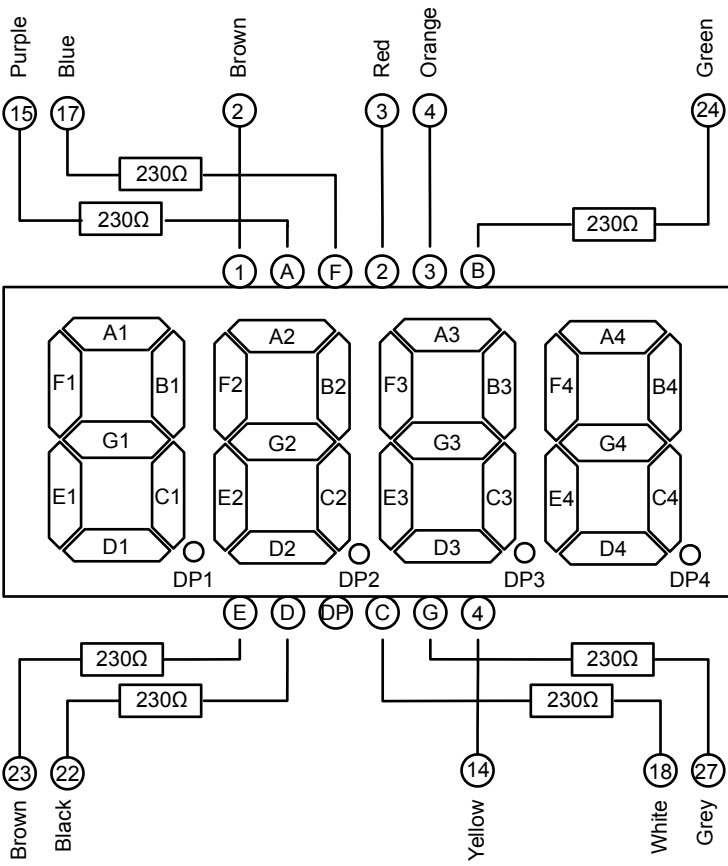 Purple Blue Brown Red Orange Green
15 17 2 3 4 24
230Ω
230Ω 230Ω
1 A F 2 3 B
A1 A2 A3 A4
F1 B1 F2 B2 F3 B3 F4 B4
G1 G2 G3 G4
E1 C1 E2 C2 E3 C3 E4 C4
D1 D2 D3 D4
DP1 DP2 DP3 DP4
E D DP C G 4
230Ω 230Ω
230Ω 230Ω
23 22 14 18 27
Brown Black Yellow White Grey